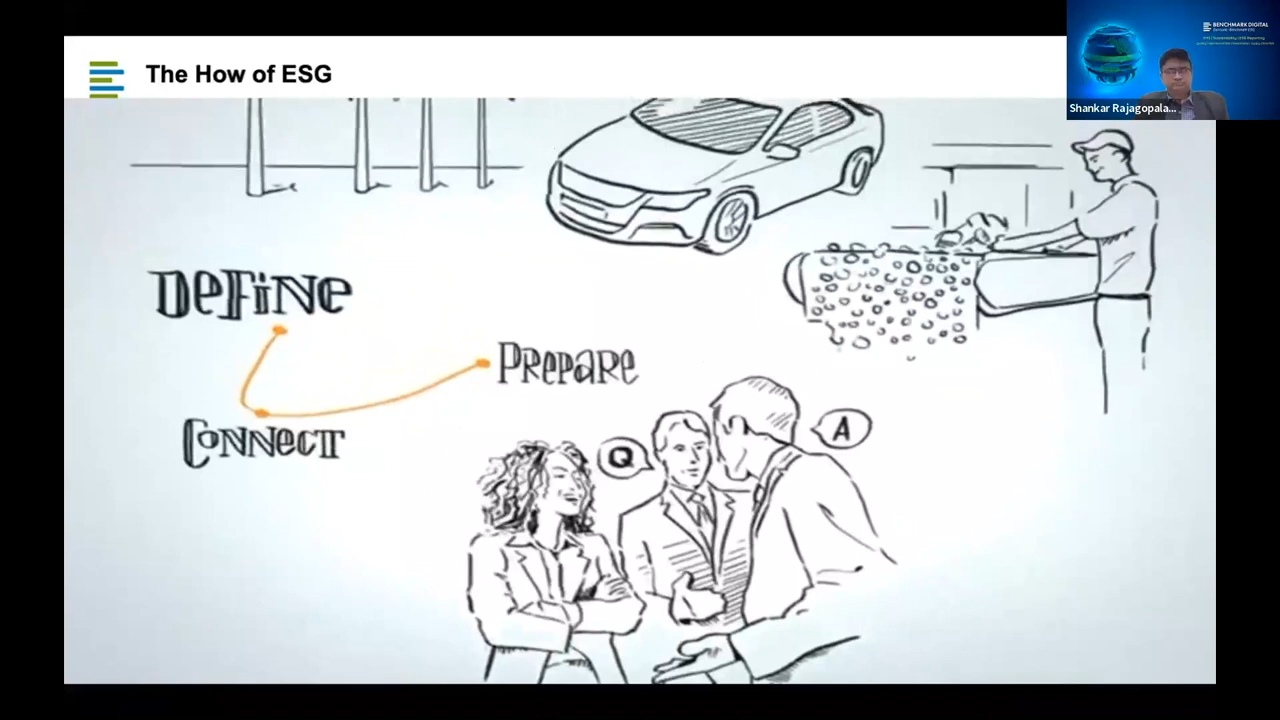 The How of ESG
BENCHMARK DIGITAL
Shankar Rajagopala...
DEFiNE
PREPARE
CONNECT
Q
A